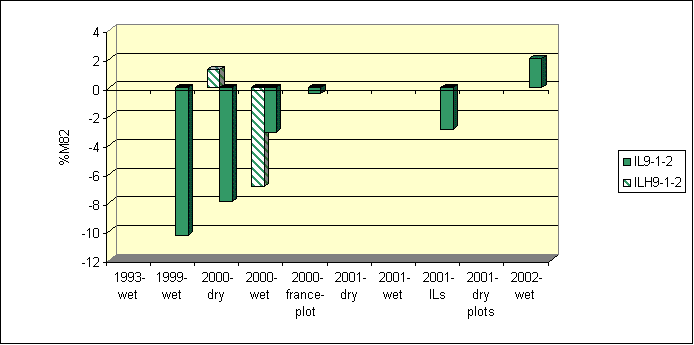 4
2
0
-2
-4
-6
-8
-10
-12
%M82
1993-wet
1999-wet
2000-dry
2000-wet
2000-france-plot
2001-dry
2001-wet
2001-ILs
2001-dry plots
2002-wet
IL9-1-2
ILH9-1-2